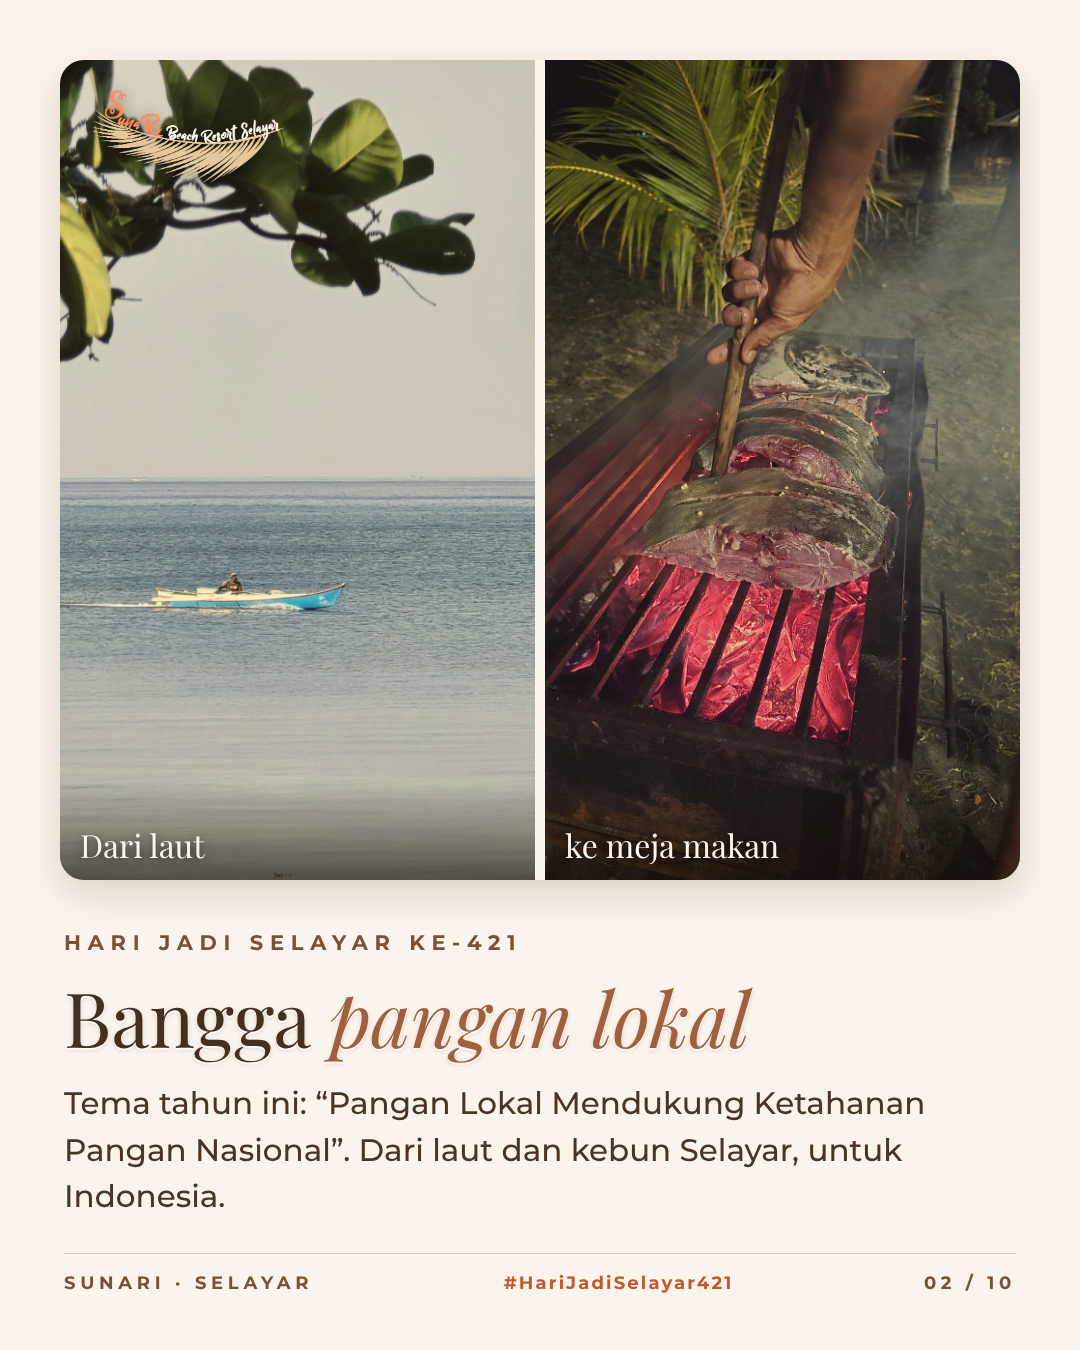 SunaRi Beach Resort Selayar
Dari laut
ke meja makan
HARI JADI SELAYAR KE-421
Bangga pangan lokal
Tema tahun ini: “Pangan Lokal Mendukung Ketahanan
Pangan Nasional”. Dari laut dan kebun Selayar, untuk
Indonesia.
SUNARI · SELAYAR
#HariJadiSelayar421
02 / 10